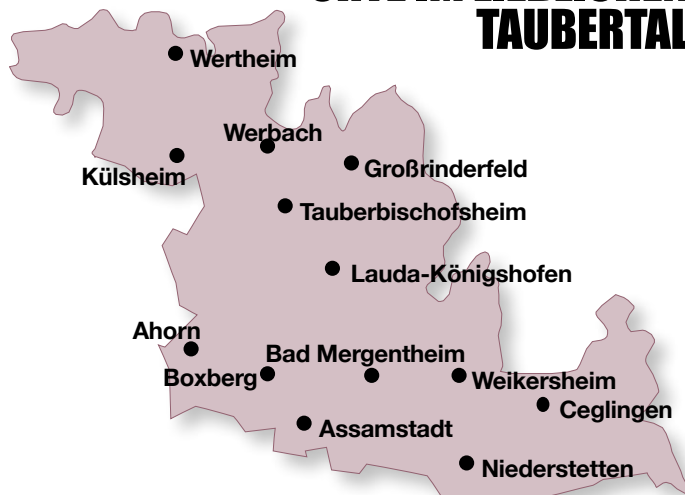 TAUBERTAL
Wertheim
Werbach
Großrinderfeld
Külsheim
Tauberbischofsheim
Lauda-Königshofen
Ahorn
Bad Mergentheim
Boxberg
Weikersheim
Ceglingen
Assamstadt
Niederstetten